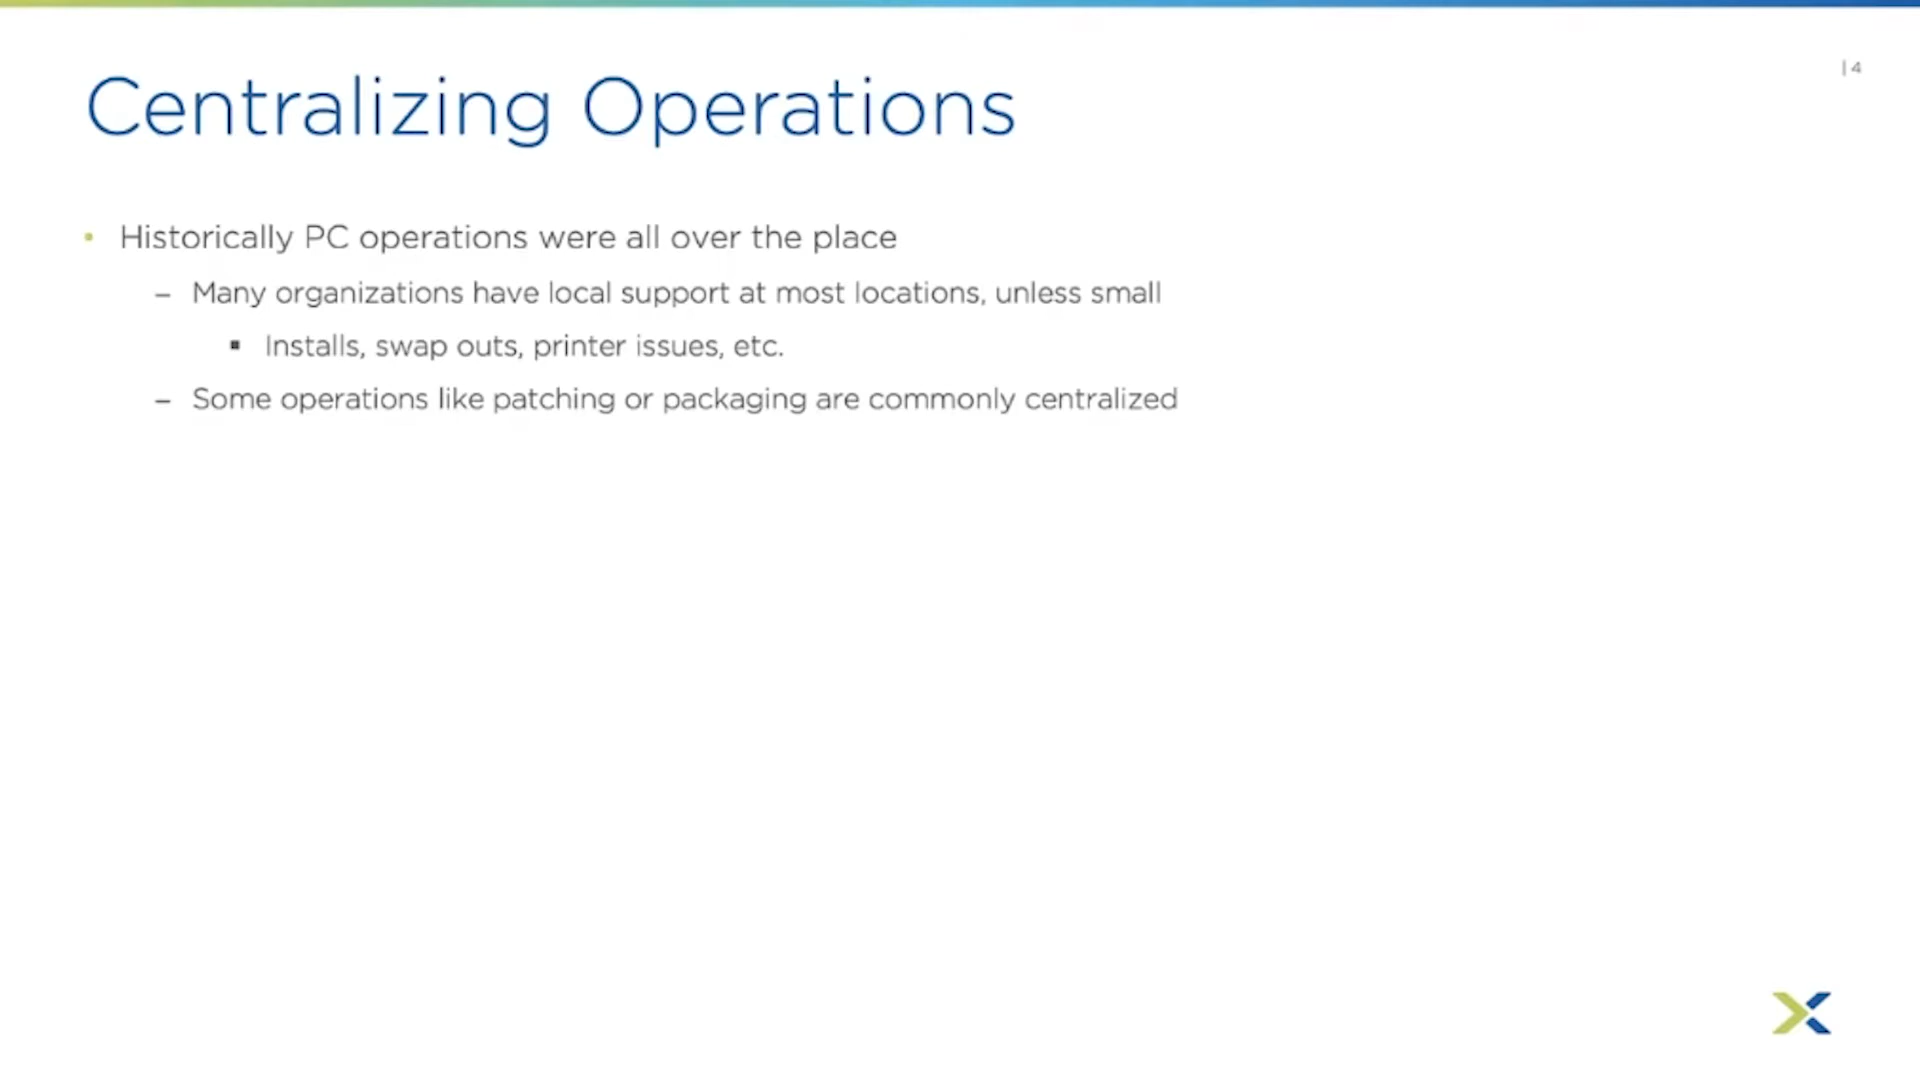 | 4
Centralizing Operations
• Historically PC operations were all over the place
– Many organizations have local support at most locations, unless small
▪ Installs, swap outs, printer issues, etc.
– Some operations like patching or packaging are commonly centralized